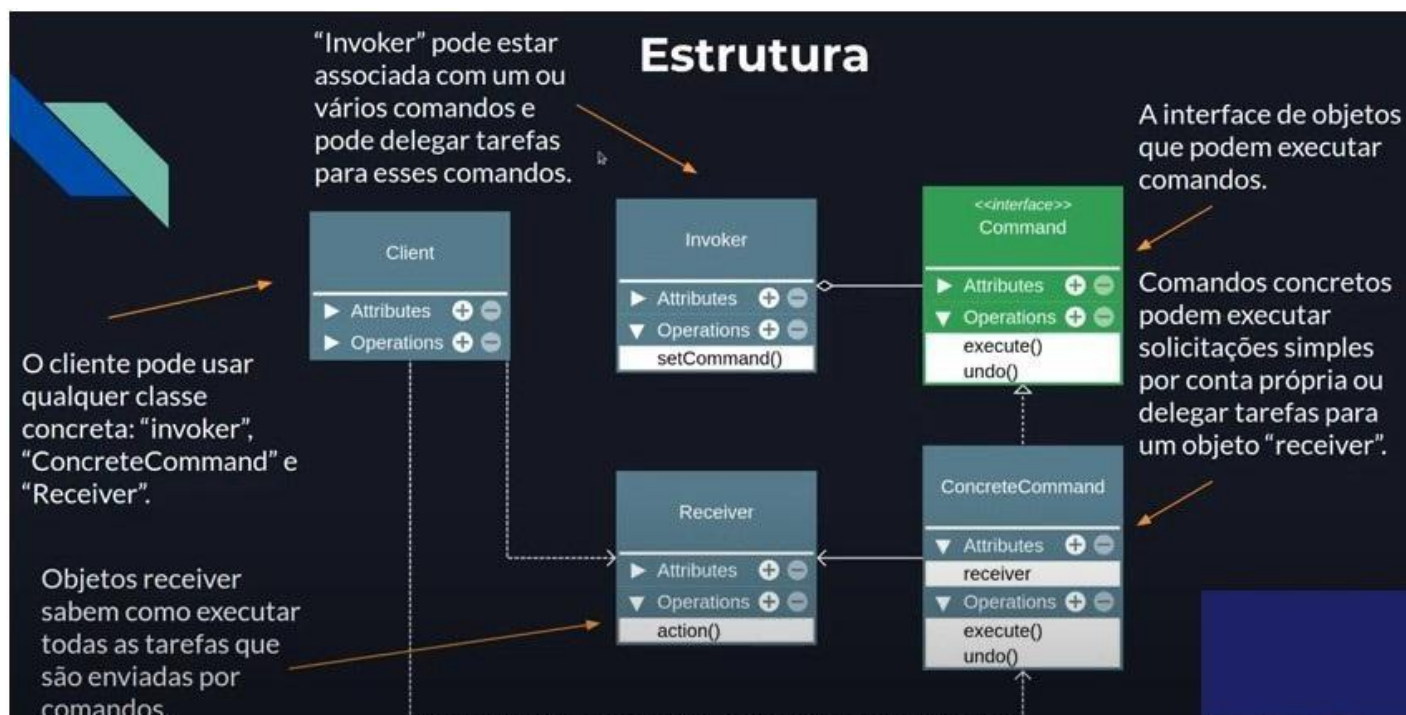 Estrutura
“Invoker” pode estar
associada com um ou
vários comandos e
pode delegar tarefas
para esses comandos.
A interface de objetos
que podem executar
comandos.
Client
Attributes
Operations
Invoker
Attributes
Operations
setCommand()
<<interface>>
Command
Attributes
Operations
execute()
undo()
O cliente pode usar
qualquer classe
concreta: “invoker”,
“ConcreteCommand” e
“Receiver”.
Comandos concretos
podem executar
solicitações simples
por conta própria ou
delegar tarefas para
um objeto “receiver”.
Receiver
Attributes
Operations
action()
ConcreteCommand
Attributes
receiver
Operations
execute()
undo()
Objetos receiver
sabem como executar
todas as tarefas que
são enviadas por
comandos.